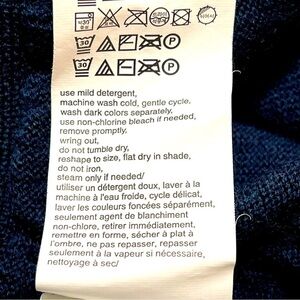 30
30
use mild detergent,
machine wash cold, gentle cycle.
wash dark colors separately,
use non-chlorine bleach if needed,
remove promptly.
wring out,
do not tumble dry,
reshape to size, flat dry in shade,
do not iron,
steam only if needed/
utiliser un détergent doux, laver à la
machine à l'eau froide, cycle délicat,
laver les couleurs foncées séparément,
seulement agent de blanchiment
non-chlore, retirer immédiatement,
remettre en forme, sécher à plat à
l'ombre, ne pas repasser, repasser
seulement à la vapeur si nécessaire,
nettoyage à sec/